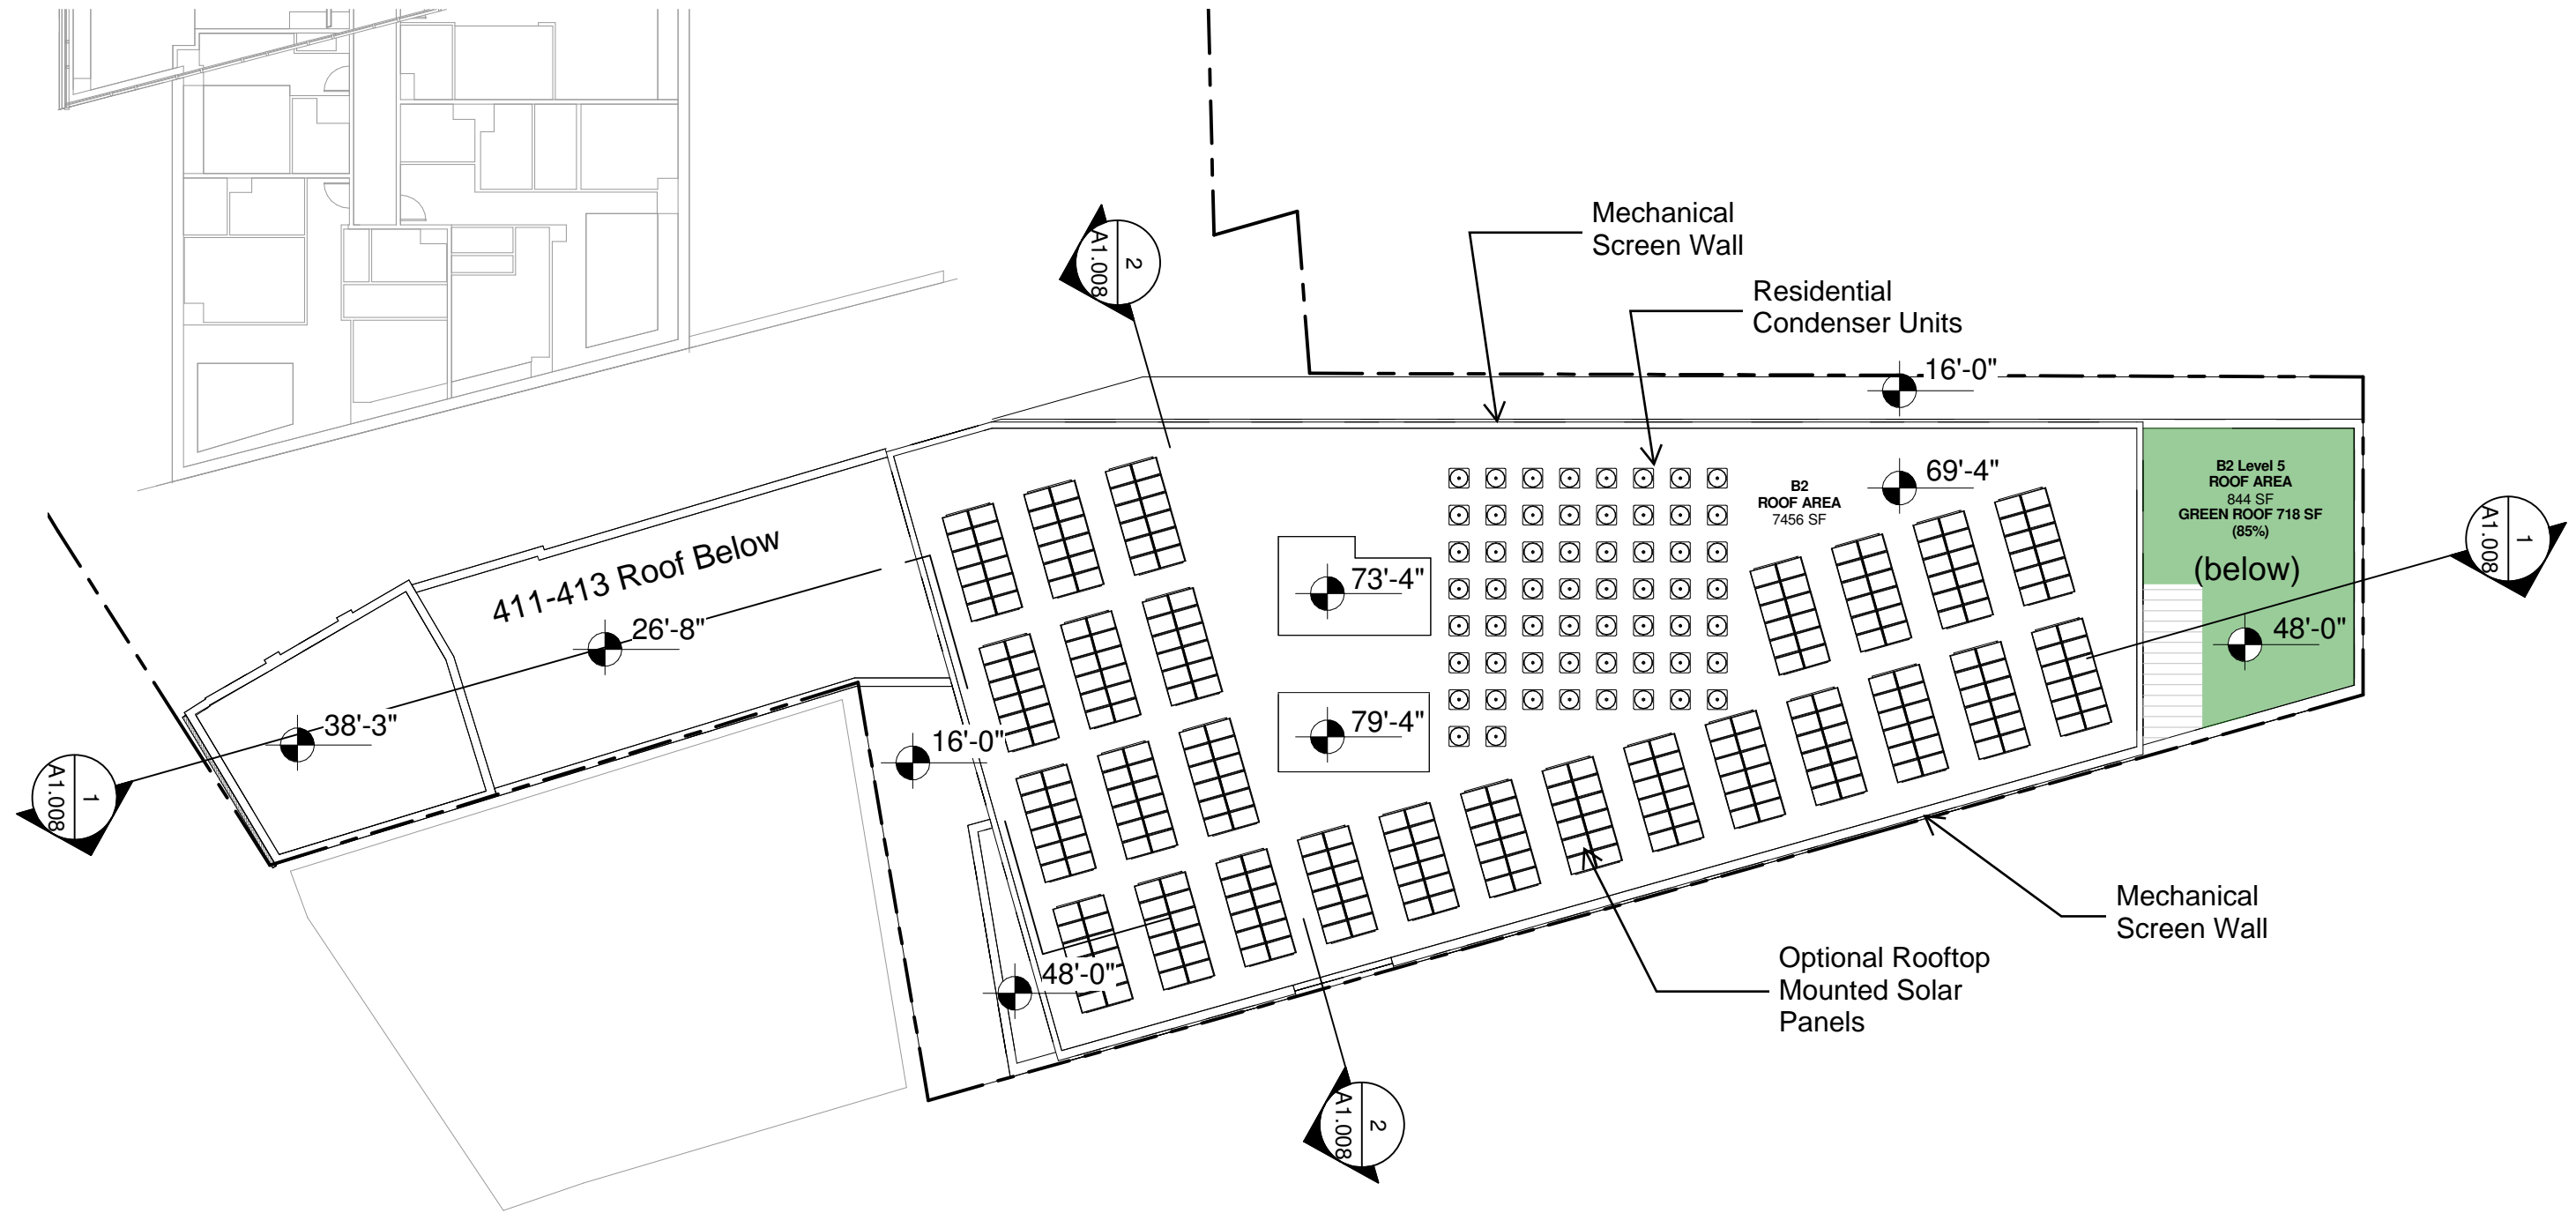 Mechanical
Screen Wall
2
A1.008
Residential
Condenser Units
16'-0"
B2 Level 5
ROOF AREA
844 SF
GREEN ROOF 718 SF
(85%)
(below)
48'-0"
69'-4"
B2
ROOF AREA
7456 SF
1
A1.008
411-413 Roof Below
26'-8"
73'-4"
79'-4"
38'-3"
16'-0"
1
A1.008
48'-0"
Mechanical
Screen Wall
Optional Rooftop
Mounted Solar
Panels
2
A1.008